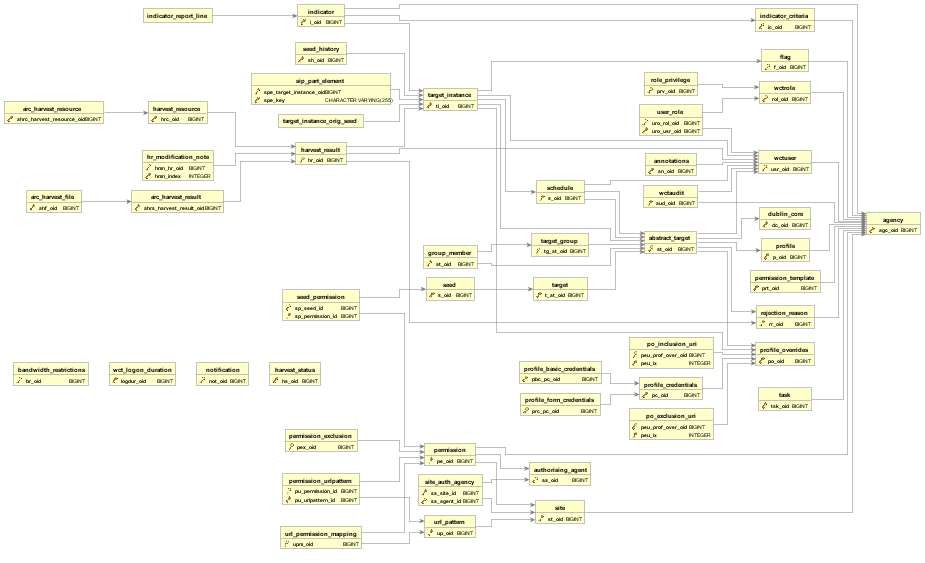 indicator_report_line
indicator
i_oid BIGINT
indicator_criteria
ic_oid BIGINT
seed_history
sh_oid BIGINT
flag
f_oid BIGINT
sip_part_element
spe_target_instance_oidBIGINT
spe_key CHARACTER VARYING(255)
target_instance
ti_oid BIGINT
role_privilege
prv_oid BIGINT
wctrole
rol_oid BIGINT
arc_harvest_resource
ahrc_harvest_resource_oidBIGINT
harvest_resource
hrc_oid BIGINT
target_instance_orig_seed
user_role
uro_rol_oid BIGINT
uro_usr_oid BIGINT
hr_modification_note
hmn_hr_oid BIGINT
hmn_index INTEGER
harvest_result
hr_oid BIGINT
annotations
an_oid BIGINT
wctuser
usr_oid BIGINT
arc_harvest_file
ahf_oid BIGINT
arc_harvest_result
ahrs_harvest_result_oidBIGINT
schedule
s_oid BIGINT
wctaudit
aud_oid BIGINT
dublin_core
dc_oid BIGINT
agency
agc_oid BIGINT
group_member
at_oid BIGINT
target_group
tg_at_oid BIGINT
abstract_target
at_oid BIGINT
profile
p_oid BIGINT
seed
s_oid BIGINT
target
t_at_oid BIGINT
permission_template
prt_oid BIGINT
seed_permission
sp_seed_id BIGINT
sp_permission_id BIGINT
rejection_reason
rr_oid BIGINT
po_inclusion_uri
peu_prof_over_oid BIGINT
peu_ix INTEGER
profile_overrides
po_oid BIGINT
bandwidth_restrictions
br_oid BIGINT
wct_logon_duration
logdur_oid BIGINT
notification
not_oid BIGINT
harvest_status
hs_oid BIGINT
profile_basic_credentials
pbc_pc_oid BIGINT
profile_credentials
pc_oid BIGINT
profile_form_credentials
prc_pc_oid BIGINT
task
tsk_oid BIGINT
po_exclusion_uri
peu_prof_over_oid BIGINT
peu_ix INTEGER
permission_exclusion
pex_oid BIGINT
permission
pe_oid BIGINT
authorising_agent
aa_oid BIGINT
permission_urlpattern
pu_permission_id BIGINT
pu_urlpattern_id BIGINT
site_auth_agency
sa_site_id BIGINT
sa_agent_id BIGINT
site
st_oid BIGINT
url_permission_mapping
upm_oid BIGINT
url_pattern
up_oid BIGINT